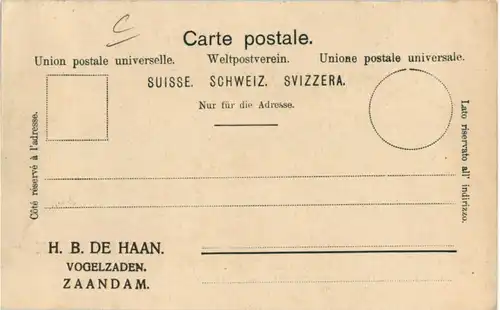 C
Carte postale.
Union postale universelle. Weltpostverein. Unione postale universale.
SUISSE. SCHWEIZ. SVIZZERA.
Nur für die Adresse.
Côté réservé à l'adresse.
Lato riservato all' indirizzo.
H. B. DE HAAN.
VOGELZADEN.
ZAANDAM.